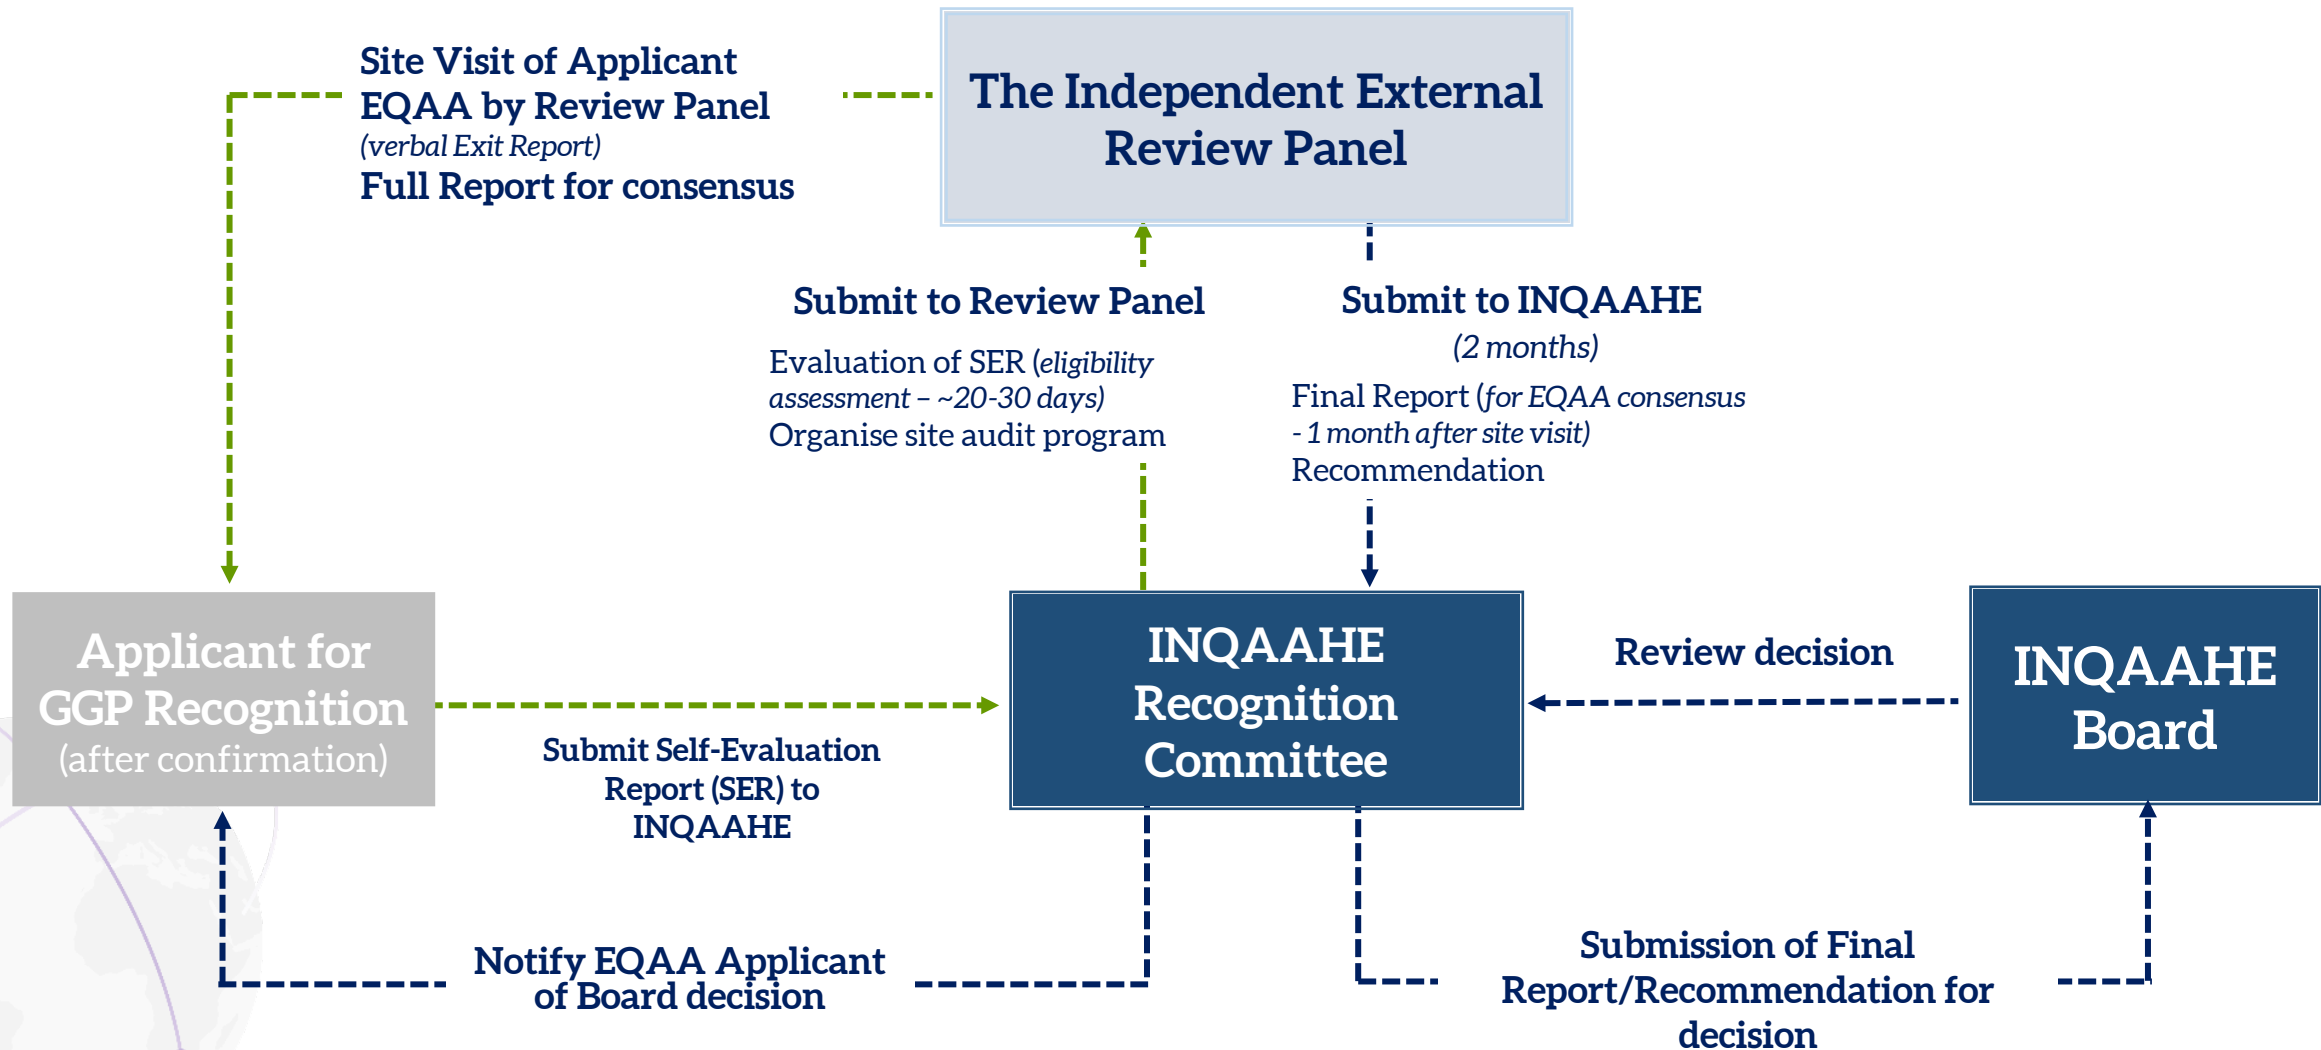 Site Visit of Applicant
EQAA by Review Panel
(verbal Exit Report)
Full Report for consensus
The Independent External
Review Panel
Submit to Review Panel
Evaluation of SER (eligibility
assessment – ~20-30 days)
Organise site audit program
Submit to INQAAHE
(2 months)
Final Report (for EQAA consensus
- 1 month after site visit)
Recommendation
Applicant for
GGP Recognition
(after confirmation)
Submit Self-Evaluation
Report (SER) to
INQAAHE
INQAAHE
Recognition
Committee
Review decision
INQAAHE
Board
Notify EQAA Applicant
of Board decision
Submission of Final
Report/Recommendation for
decision